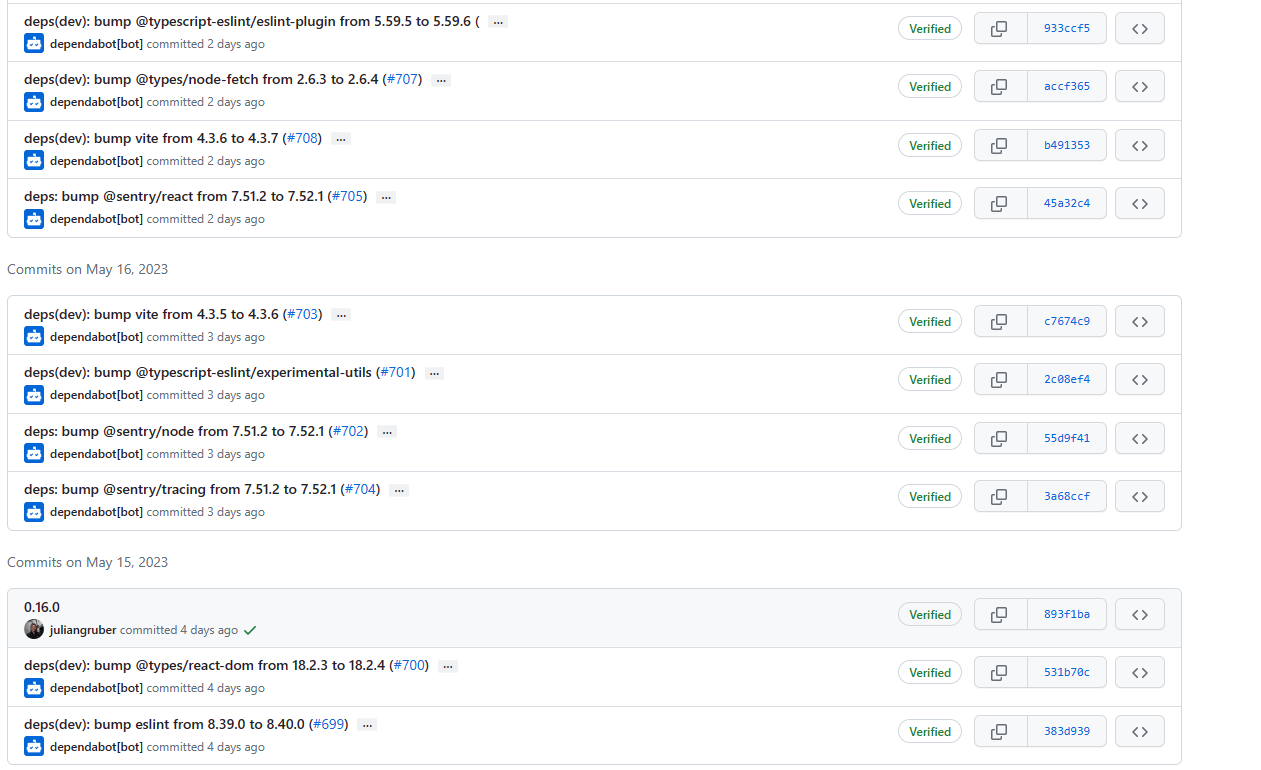 deps(dev): bump @typescript-eslint/eslint-plugin from 5.59.5 to 5.59.6 ( ...
Verified 933ccf5
dependabot[bot] committed 2 days ago
deps(dev): bump @types/node-fetch from 2.6.3 to 2.6.4 (#707) ...
Verified accf365
dependabot[bot] committed 2 days ago
deps(dev): bump vite from 4.3.6 to 4.3.7 (#708) ...
Verified b491353
dependabot[bot] committed 2 days ago
deps: bump @sentry/react from 7.51.2 to 7.52.1 (#705) ...
Verified 45a32c4
dependabot[bot] committed 2 days ago
Commits on May 16, 2023
deps(dev): bump vite from 4.3.5 to 4.3.6 (#703) ...
Verified c7674c9
dependabot[bot] committed 3 days ago
deps(dev): bump @typescript-eslint/experimental-utils (#701) ...
Verified 2c08ef4
dependabot[bot] committed 3 days ago
deps: bump @sentry/node from 7.51.2 to 7.52.1 (#702) ...
Verified 55d9f41
dependabot[bot] committed 3 days ago
deps: bump @sentry/tracing from 7.51.2 to 7.52.1 (#704) ...
Verified 3a68ccf
dependabot[bot] committed 3 days ago
Commits on May 15, 2023
0.16.0
Verified 893f1ba
juliangruber committed 4 days ago
deps(dev): bump @types/react-dom from 18.2.3 to 18.2.4 (#700) ...
Verified 531b70c
dependabot[bot] committed 4 days ago
deps(dev): bump eslint from 8.39.0 to 8.40.0 (#699) ...
Verified 383d939
dependabot[bot] committed 4 days ago